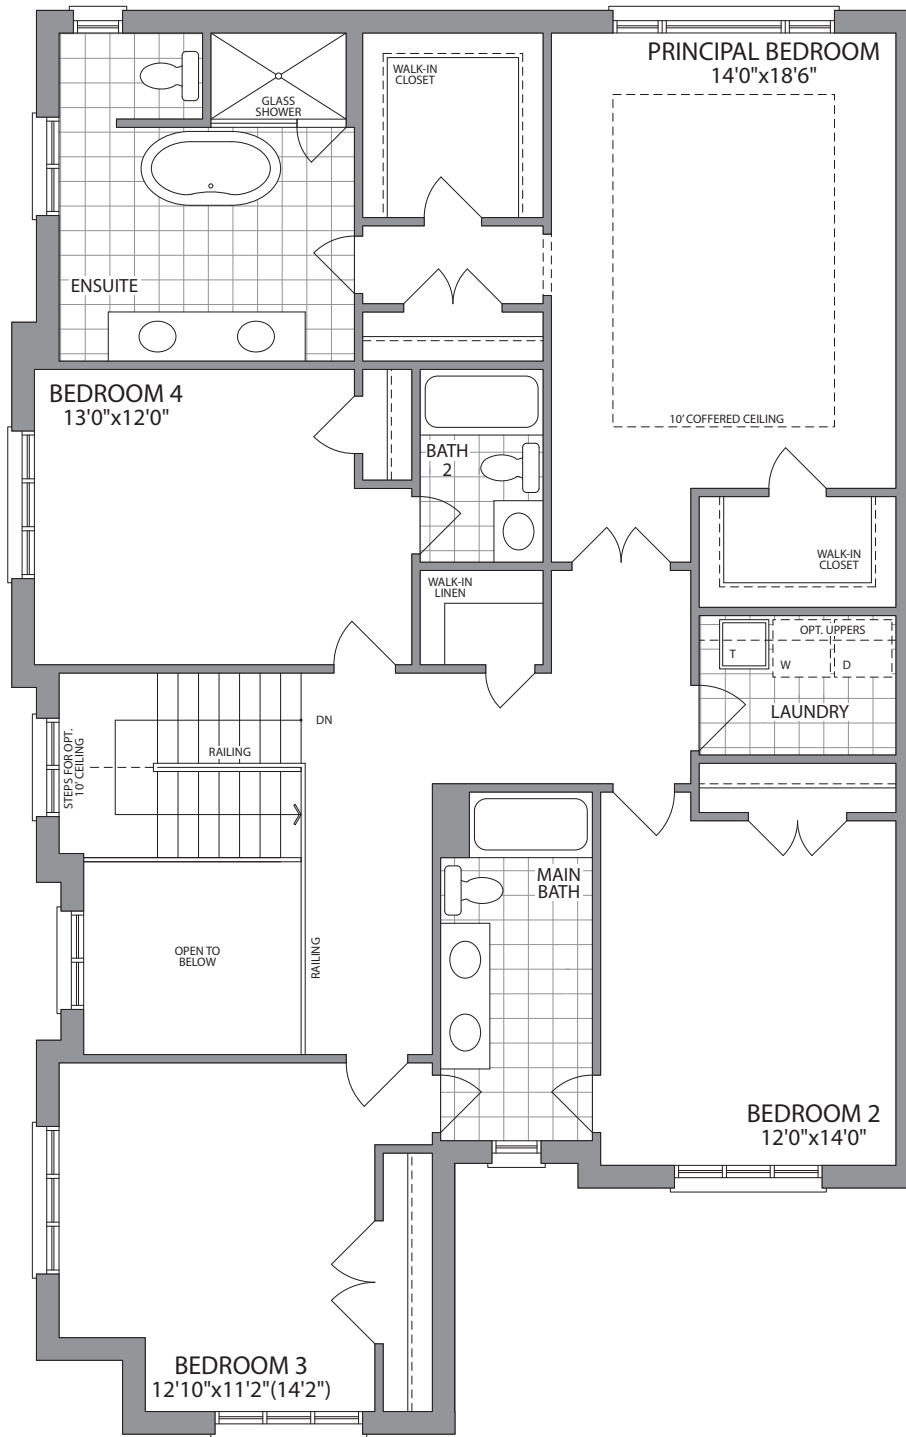 PRINCIPAL BEDROOM
14'0"x18'6"
WALK-IN
CLOSET
GLASS
SHOWER
ENSUITE
BEDROOM 4
13'0"x12'0"
10' COFFERED CEILING
BATH
2
WALK-IN
CLOSET
WALK-IN
LINEN
OPT. UPPERS
T
W
D
LAUNDRY
DN
RAILING
STEPS FOR OPT.
10' CEILING
MAIN
BATH
OPEN TO
BELOW
RAILING
BEDROOM 2
12'0"x14'0"
BEDROOM 3
12'10"x11'2"(14'2")